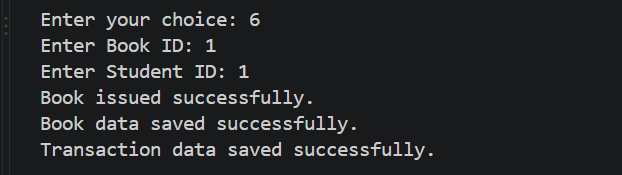 Enter your choice: 6
Enter Book ID: 1
Enter Student ID: 1
Book issued successfully.
Book data saved successfully.
Transaction data saved successfully.